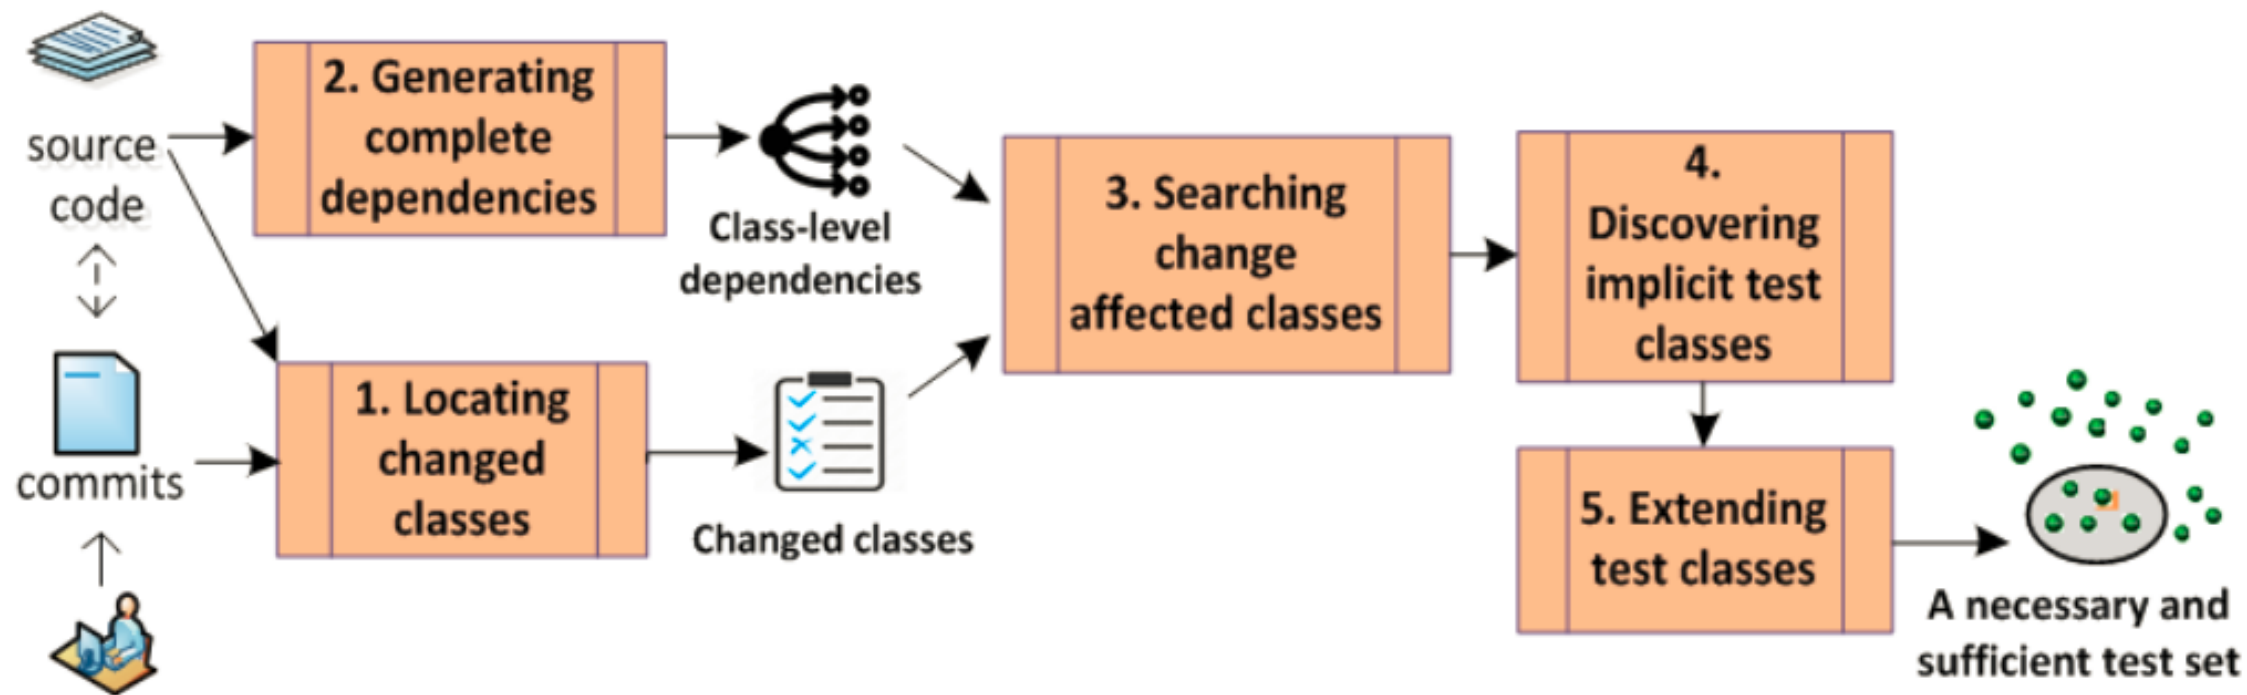 source
code
commits
2. Generating
complete
dependencies
1. Locating
changed
classes
Class-level
dependencies
Changed classes
3. Searching
change
affected classes
4.
Discovering
implicit test
classes
5. Extending
test classes
A necessary and
sufficient test set